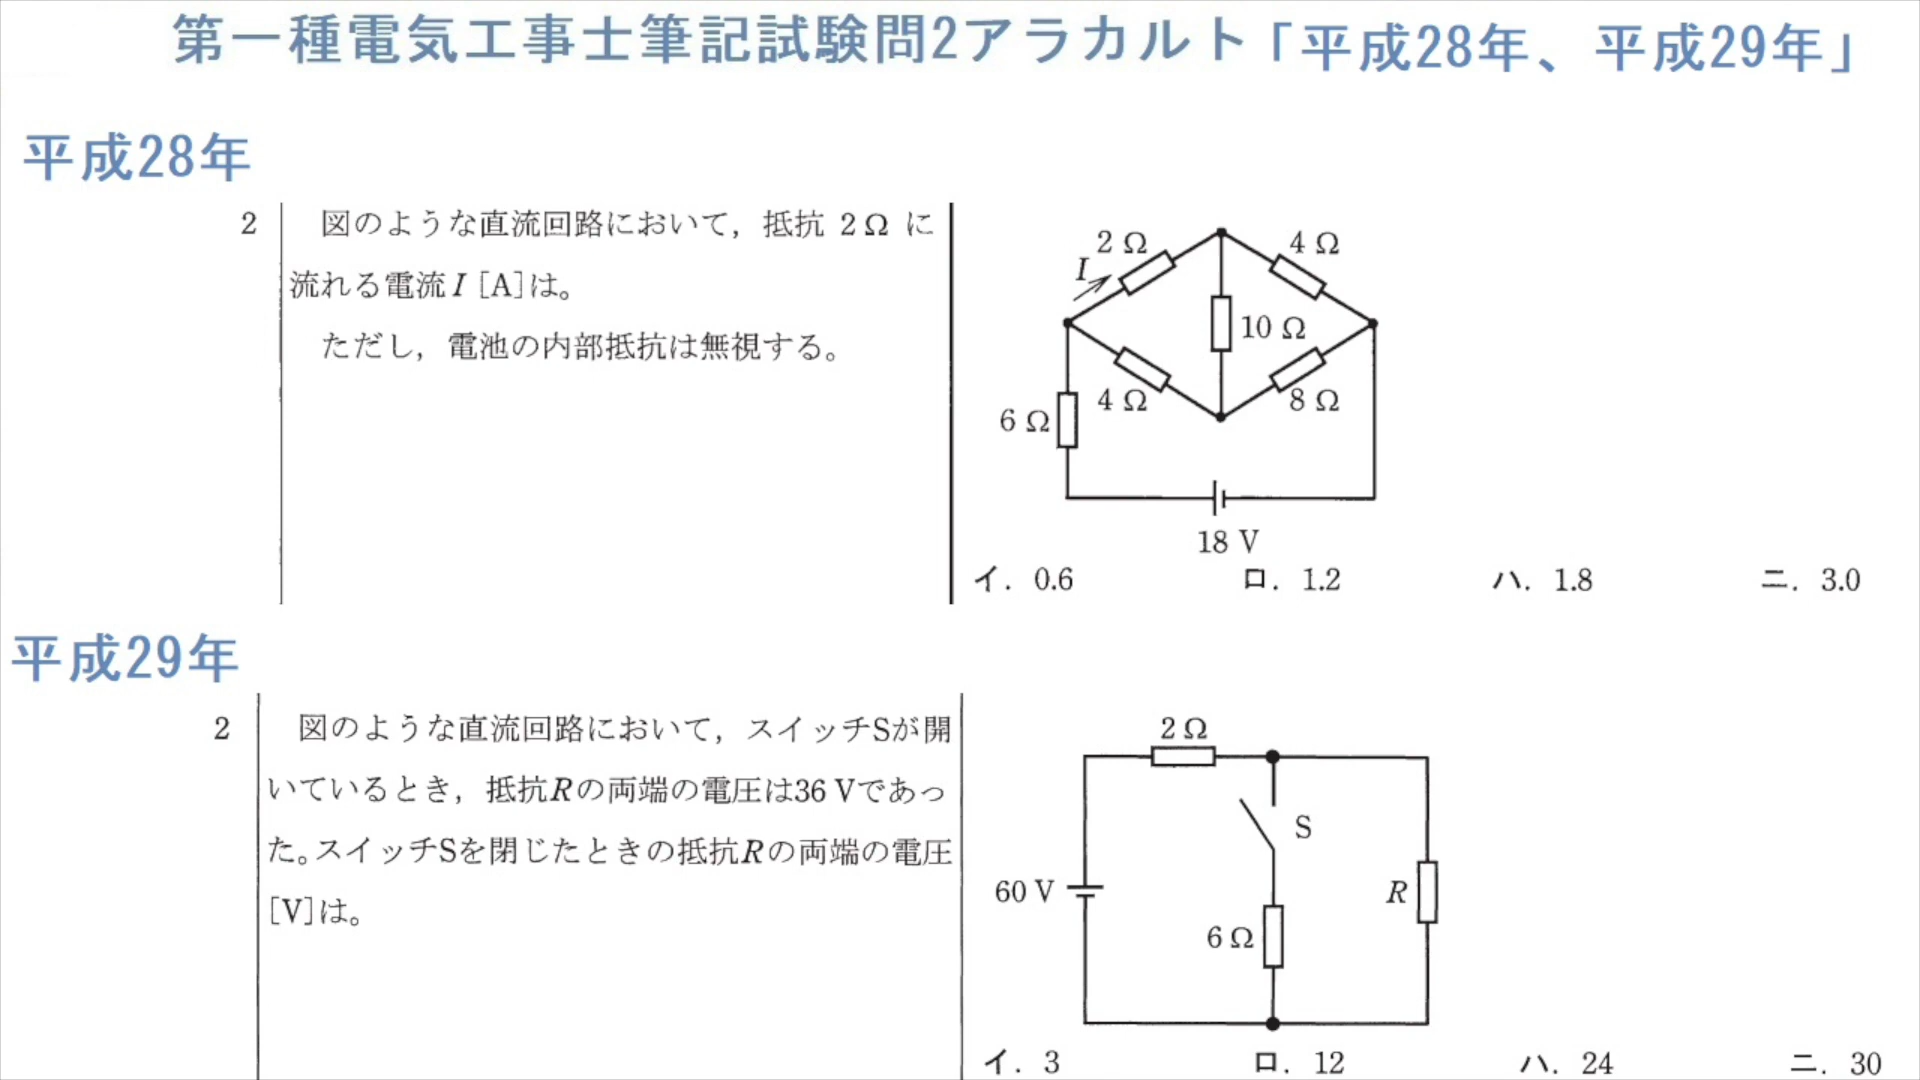 第一種電気工事士筆記試験問2アラカルト「平成28年、平成29年」
平成28年
2 図のような直流回路において，抵抗 2 Ω に
流れる電流 I [A]は。
ただし，電池の内部抵抗は無視する。
2 Ω
4 Ω
I
10 Ω
4 Ω
8 Ω
6 Ω
18 V
イ．0.6 ロ．1.2 ハ．1.8 ニ．3.0
平成29年
2 図のような直流回路において，スイッチSが開
いているとき，抵抗Rの両端の電圧は36 Vであっ
た。スイッチSを閉じたときの抵抗Rの両端の電圧
[V]は。
2 Ω
S
60 V
R
6 Ω
イ．3 ロ．12 ハ．24 ニ．30